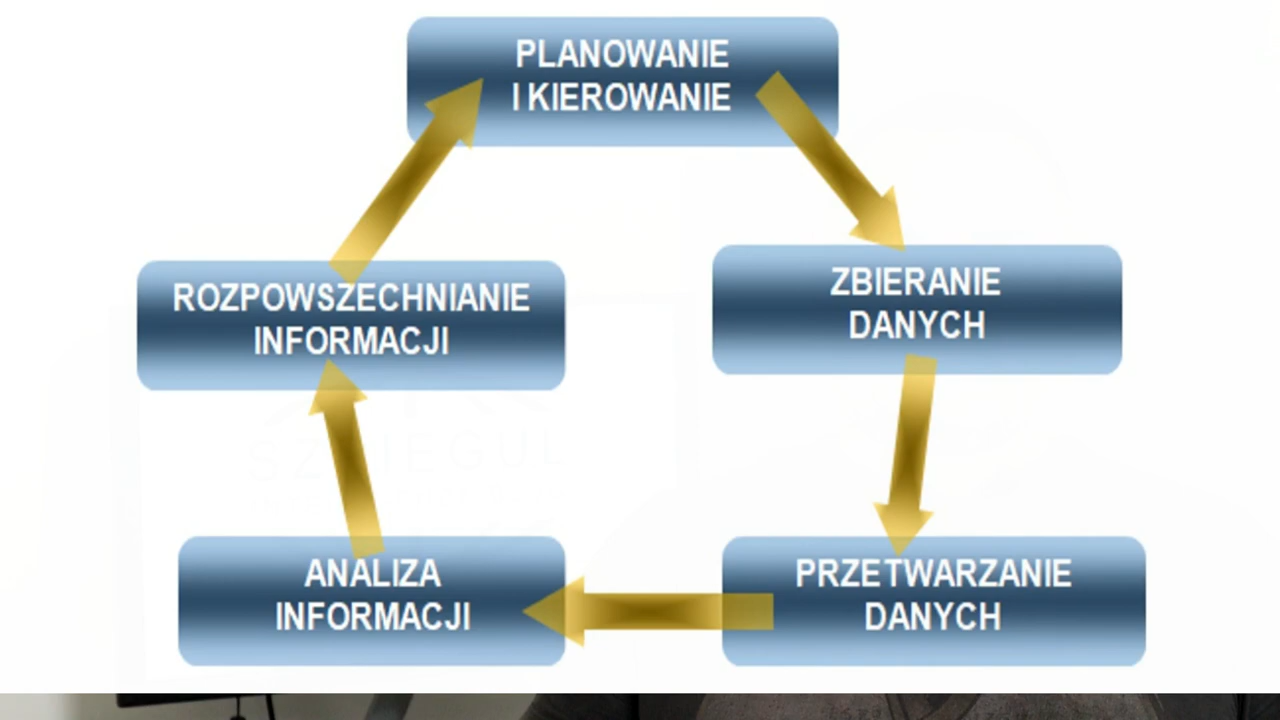 PLANOWANIE
I KIEROWANIE
ZBIERANIE
DANYCH
PRZETWARZANIE
DANYCH
ANALIZA
INFORMACJI
ROZPOWSZECHNIANIE
INFORMACJI